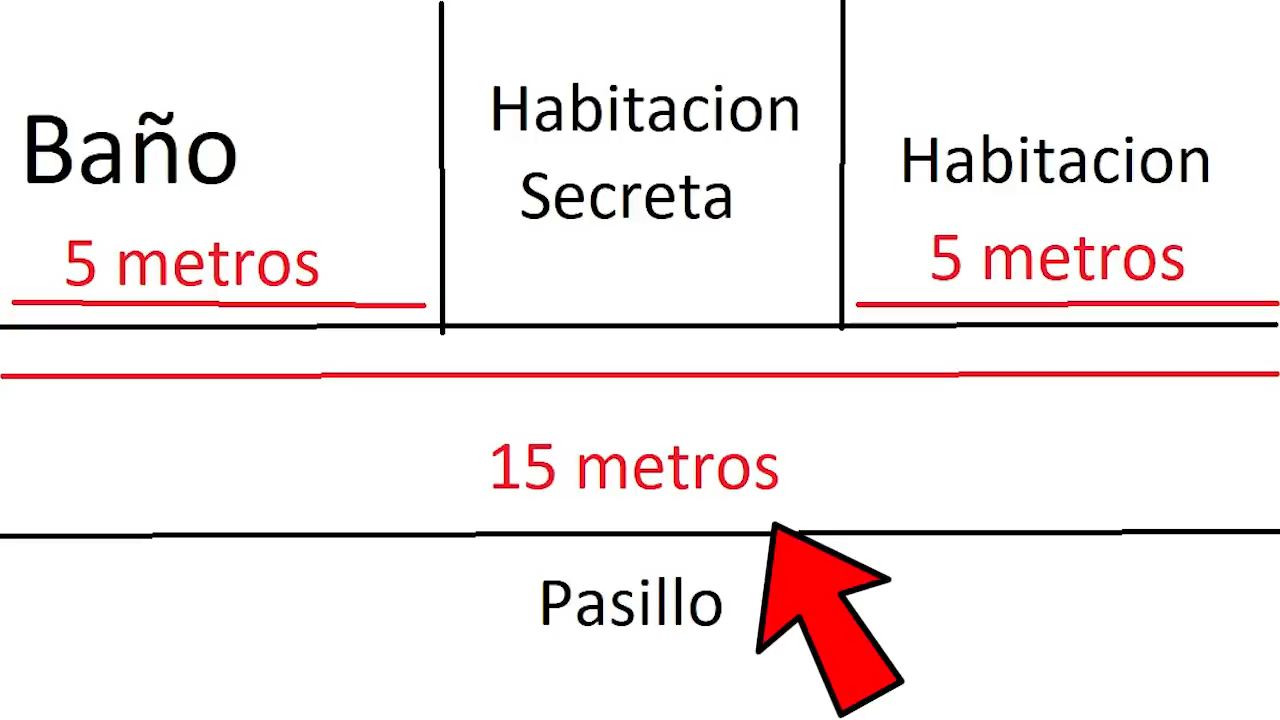 Baño
5 metros
Habitacion
Secreta
Habitacion
5 metros
15 metros
Pasillo